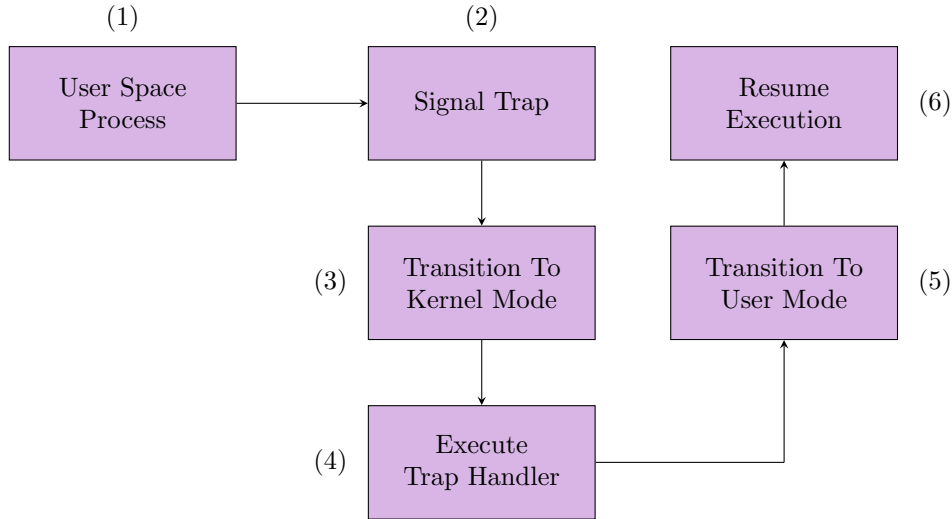 (1)
(2)
User Space
Process
Signal Trap
Resume
Execution
(6)
(3)
Transition To
Kernel Mode
Transition To
User Mode
(5)
(4)
Execute
Trap Handler